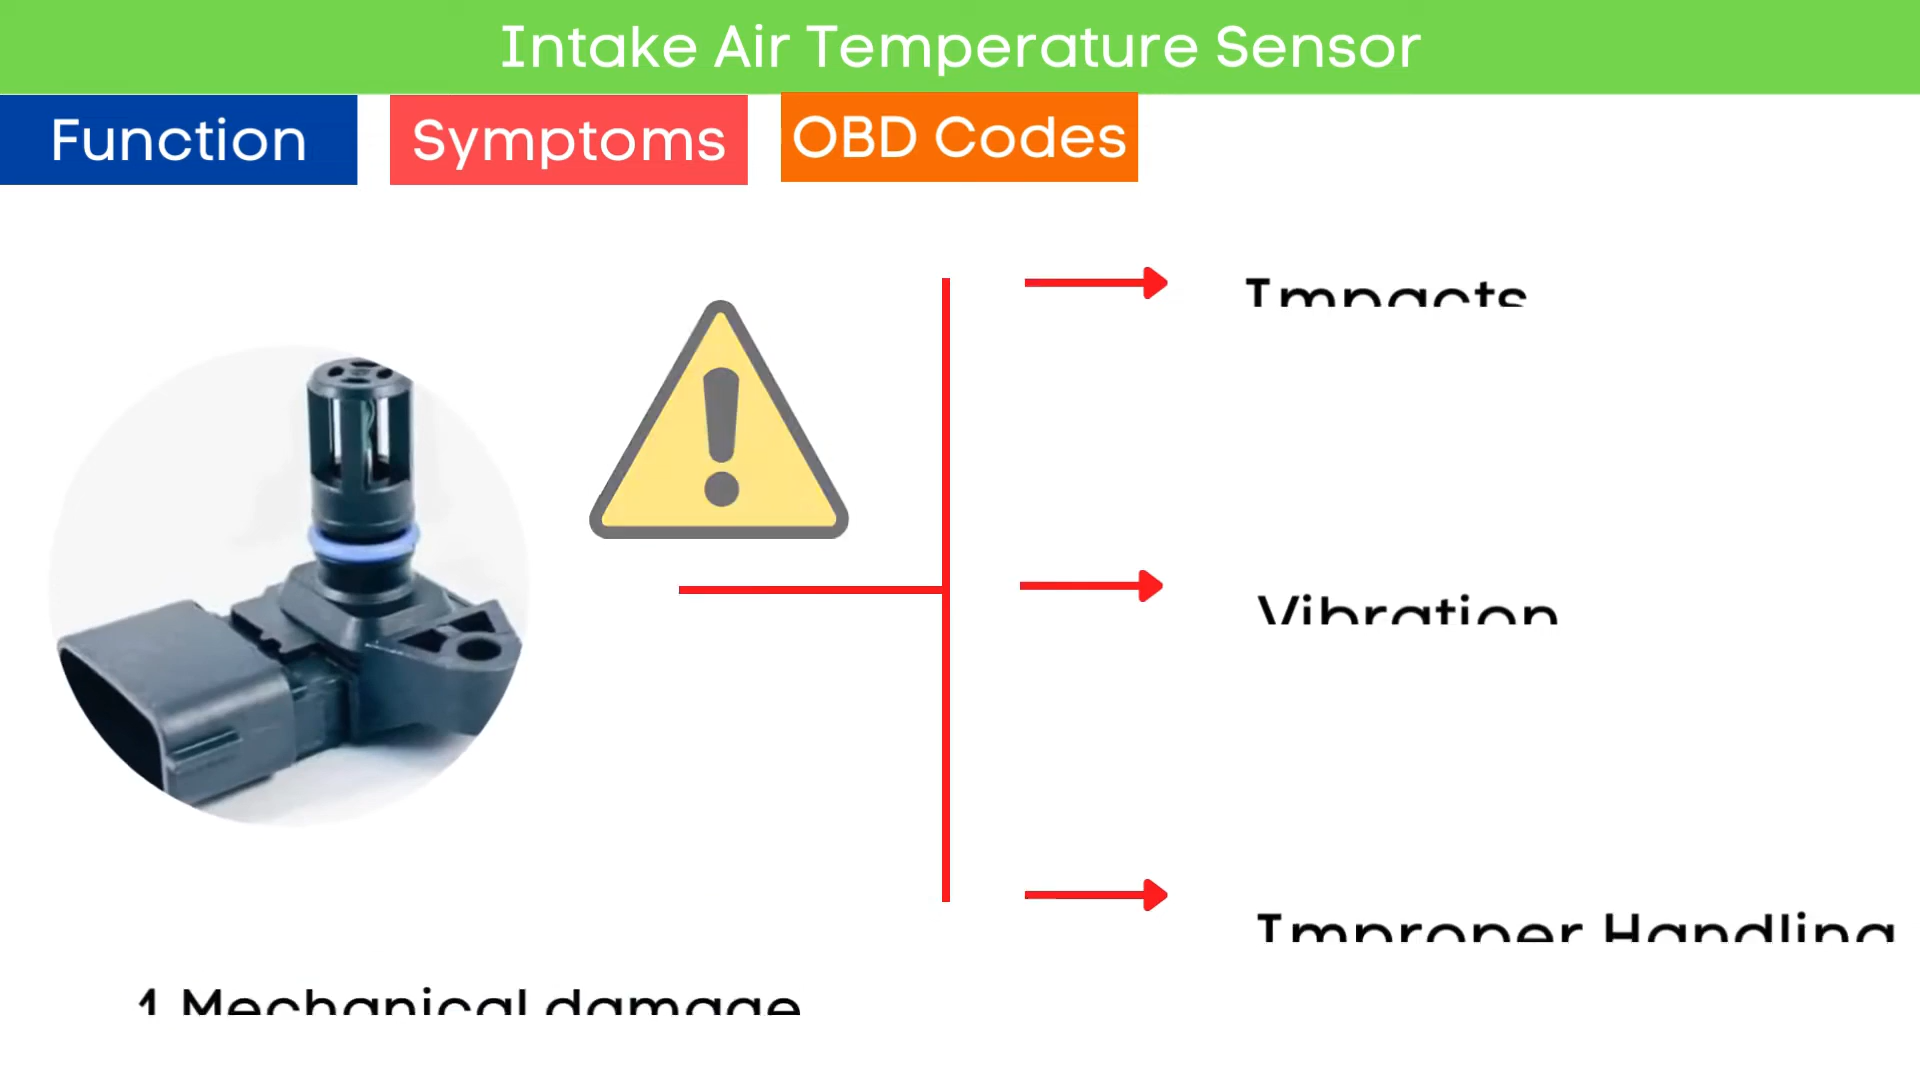 Intake Air Temperature Sensor
Function
Symptoms
OBD Codes
Impacts
Vibration
Improper Handling
1 Mechanical damage